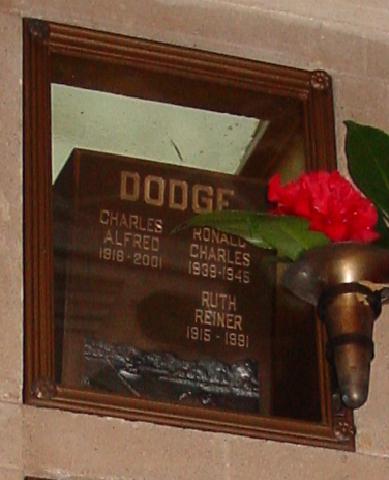 DODGE
CHARLES
ALFRED
1918-2001
RONALD
CHARLES
1939-1945
RUTH
REINER
1915 - 1991